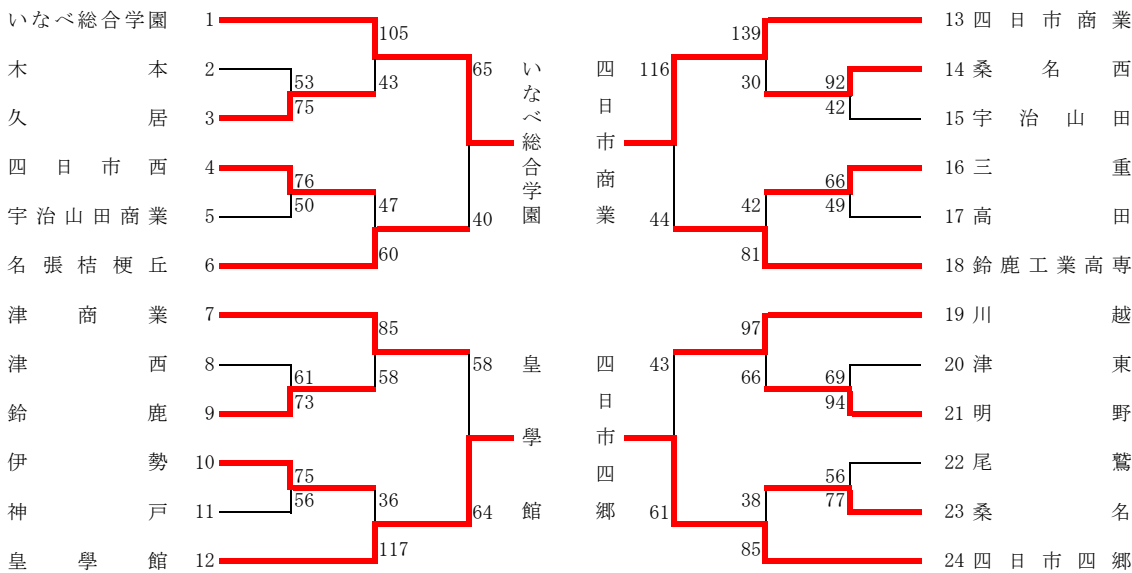 いなべ総合学園 1
木本 2
久居 3
四日市西 4
宇治山田商業 5
名張桔梗丘 6
津商業 7
津西 8
鈴鹿 9
伊勢 10
神戸 11
皇學館 12
105
53
75
43
65
76
50
47
60
40
85
61
73
58
58
75
56
36
117
64
いなべ総合学園
皇學館
四日市商業
四日市四郷
116
139
30
92
42
44
42
66
49
81
43
97
66
69
94
61
38
56
77
85
13 四日市商業
14 桑名西
15 宇治山田
16 三重
17 高田
18 鈴鹿工業高専
19 川越
20 津東
21 明野
22 尾鷲
23 桑名
24 四日市四郷